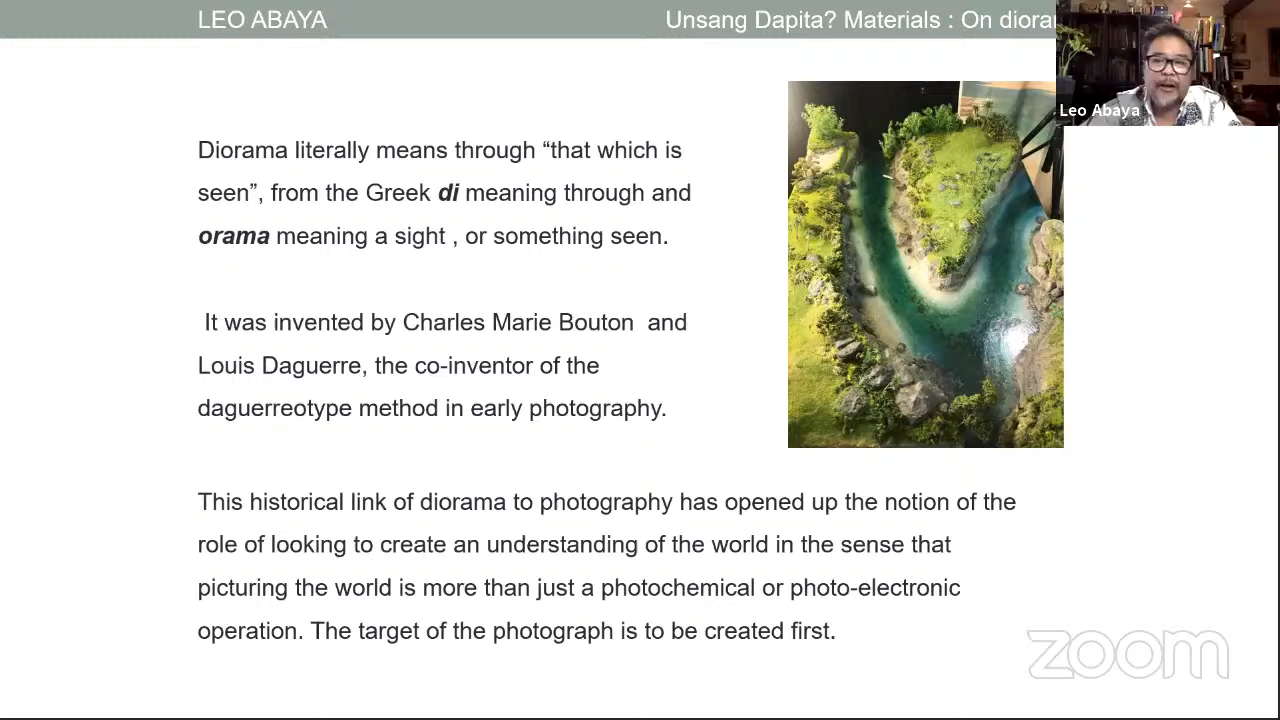 LEO ABAYA
Unsang Dapita? Materials : On
Leo Abaya
Diorama literally means through “that which is
seen”, from the Greek di meaning through and
orama meaning a sight , or something seen.
It was invented by Charles Marie Bouton and
Louis Daguerre, the co-inventor of the
daguerreotype method in early photography.
This historical link of diorama to photography has opened up the notion of the
role of looking to create an understanding of the world in the sense that
picturing the world is more than just a photochemical or photo-electronic
operation. The target of the photograph is to be created first.
zoom